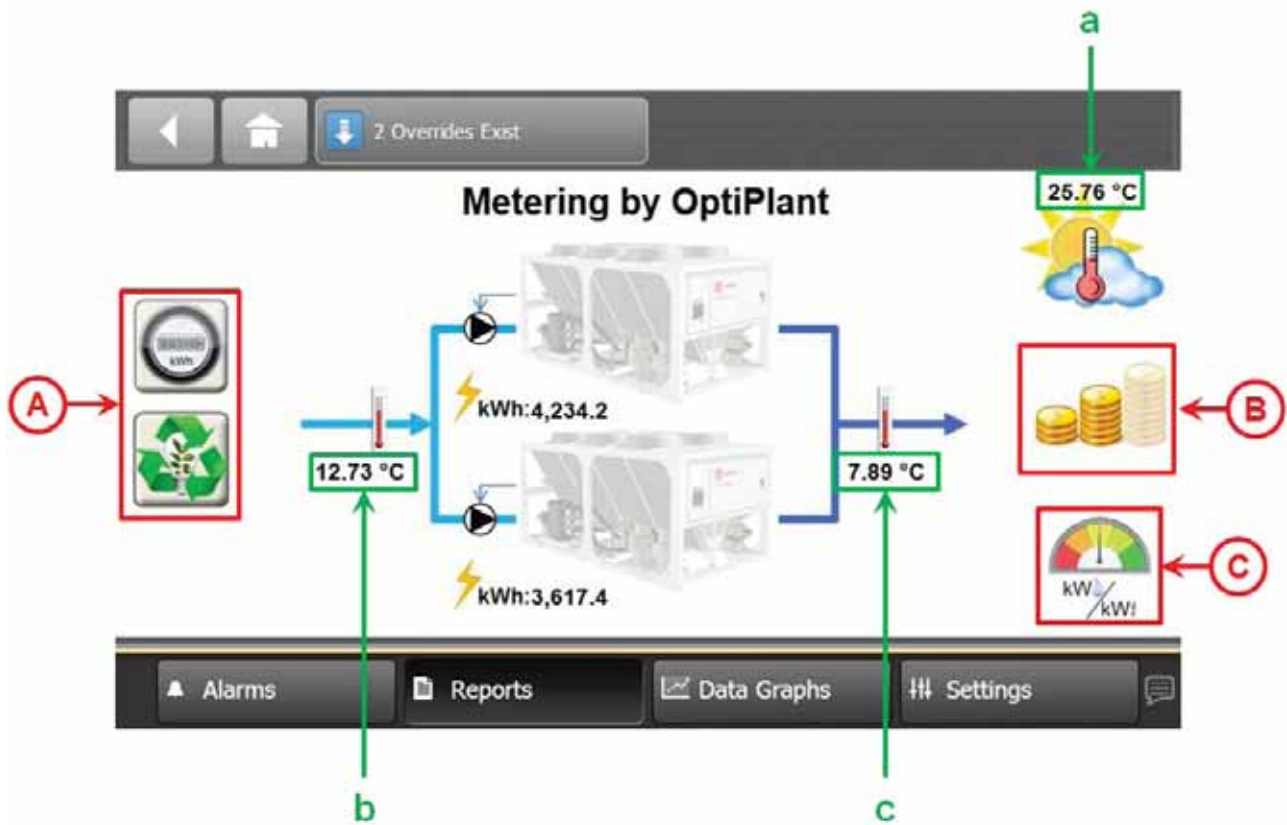 a
2 Overrides Exist
25.76 °C
Metering by OptiPlant
kWh
A
kWh:4,234.2
B
12.73 °C
7.89 °C
C
kW/kW
kWh:3,617.4
Alarms
Reports
Data Graphs
Settings
b
c